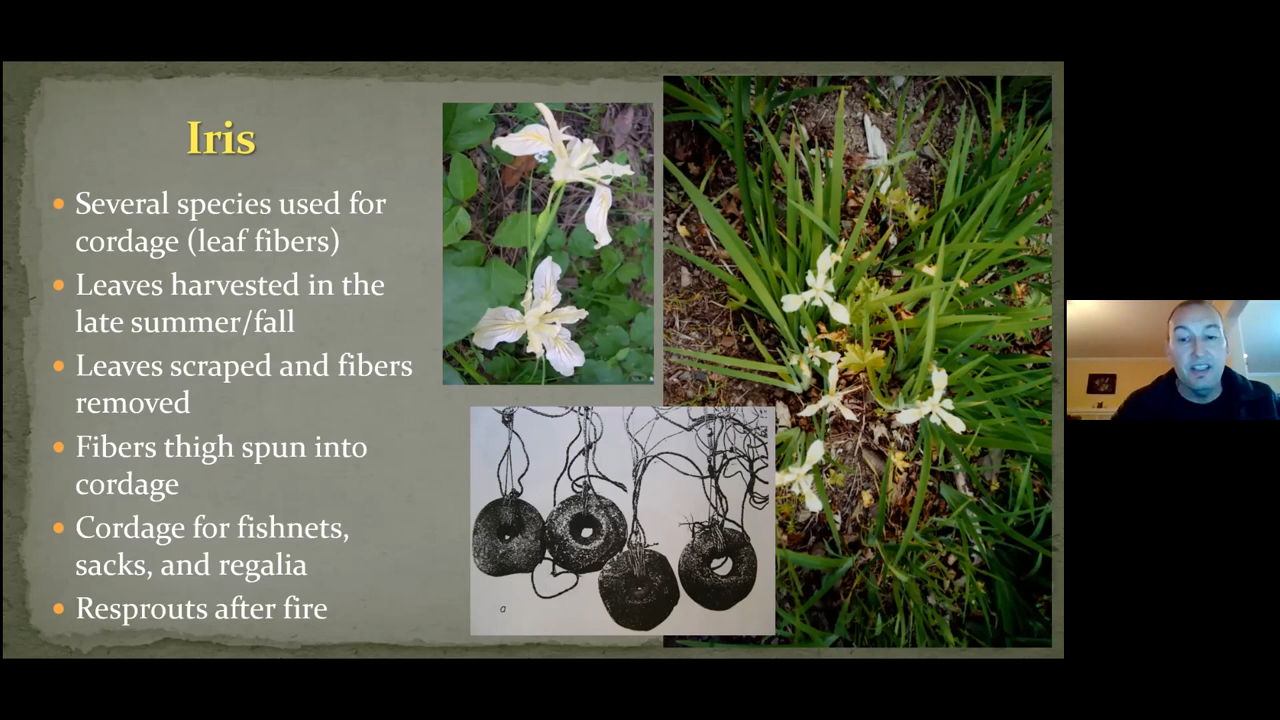 Iris
Several species used for
cordage (leaf fibers)
Leaves harvested in the
late summer/fall
Leaves scraped and fibers
removed
Fibers thigh spun into
cordage
Cordage for fishnets,
sacks, and regalia
Resprouts after fire
a